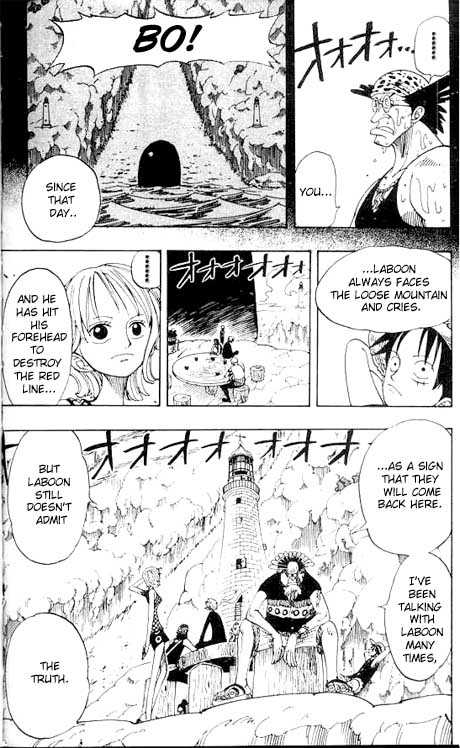 ......
オオオオ...
YOU...
BO!
SINCE
THAT
DAY..
...LABOON
ALWAYS FACES
THE LOOSE MOUNTAIN
AND CRIES.
オオオオオ
......
AND HE
HAS HIT
HIS
FOREHEAD
TO
DESTROY
THE RED
LINE...
...AS A SIGN
THAT THEY
WILL COME
BACK HERE.
I'VE
BEEN
TALKING
WITH
LABOON
MANY
TIMES,
オオオオオオオオ
BUT
LABOON
STILL
DOESN'T
ADMIT
THE
TRUTH.